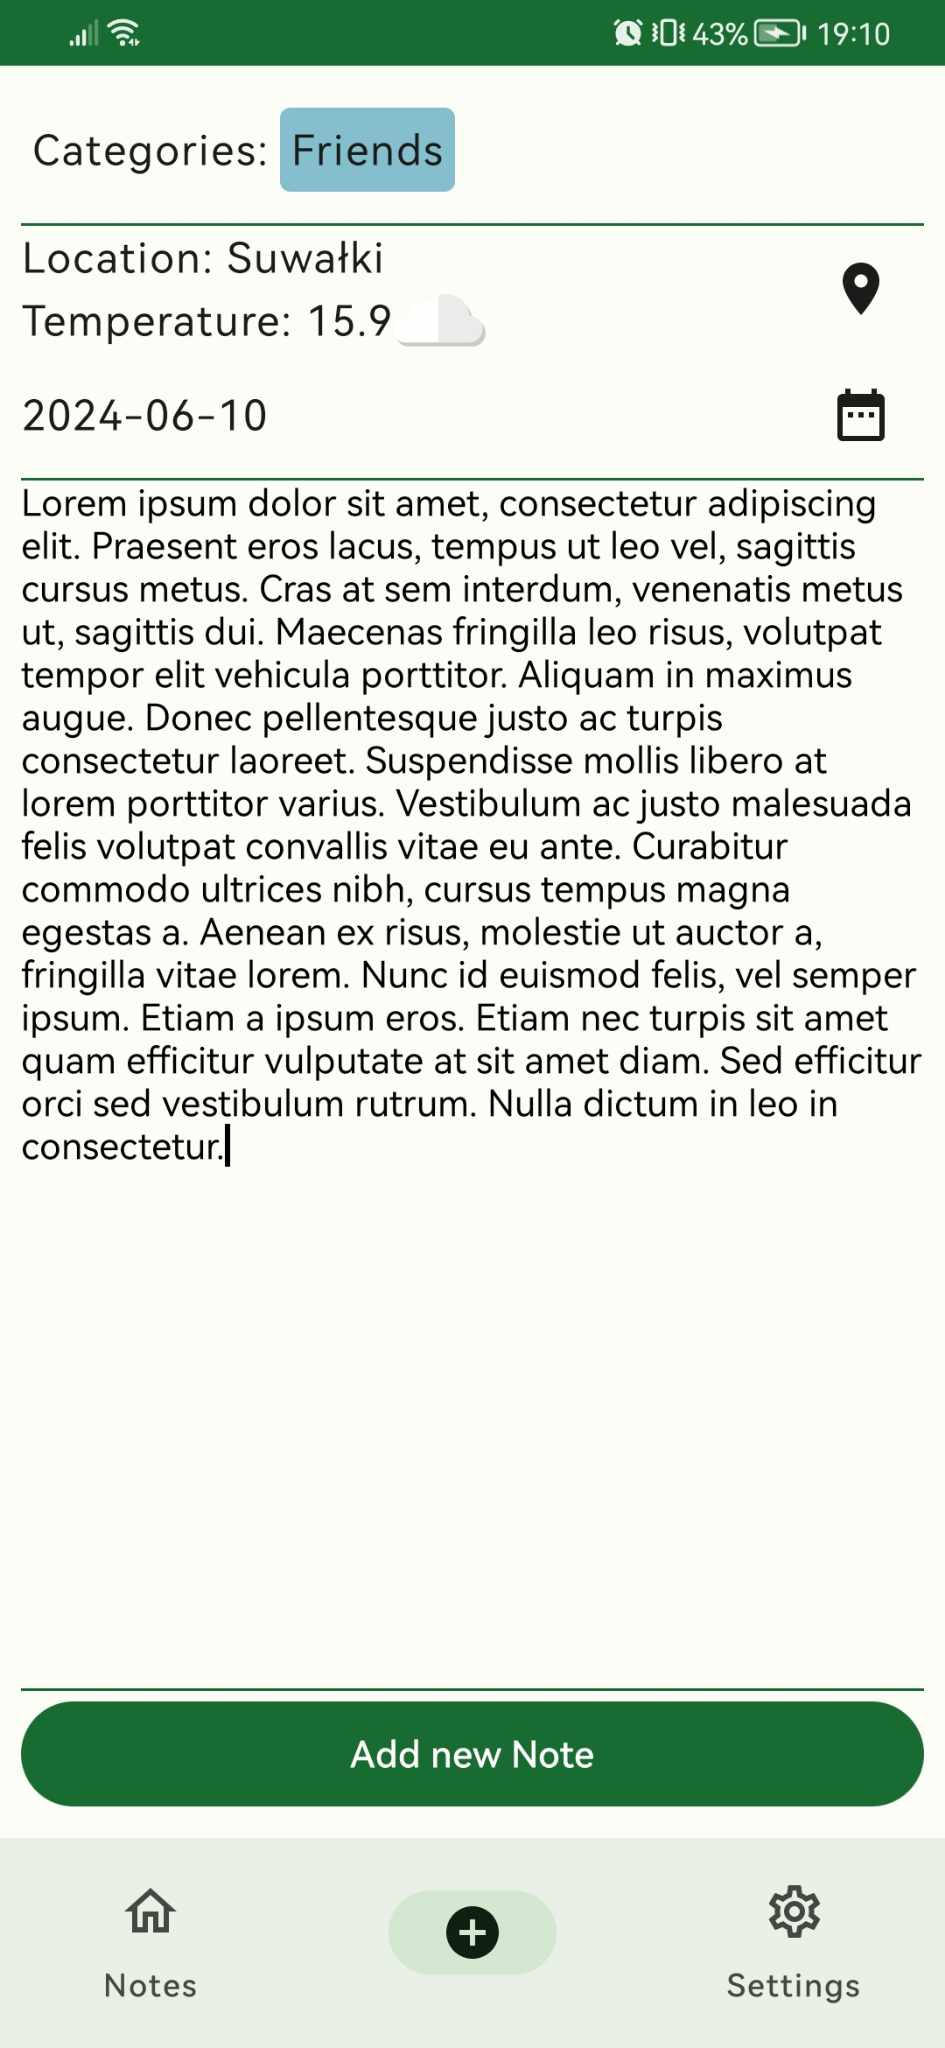 43% 19:10
Categories: Friends
Location: Suwałki
Temperature: 15.9
2024-06-10
Lorem ipsum dolor sit amet, consectetur adipiscing
elit. Praesent eros lacus, tempus ut leo vel, sagittis
cursus metus. Cras at sem interdum, venenatis metus
ut, sagittis dui. Maecenas fringilla leo risus, volutpat
tempor elit vehicula porttitor. Aliquam in maximus
augue. Donec pellentesque justo ac turpis
consectetur laoreet. Suspendisse mollis libero at
lorem porttitor varius. Vestibulum ac justo malesuada
felis volutpat convallis vitae eu ante. Curabitur
commodo ultrices nibh, cursus tempus magna
egestas a. Aenean ex risus, molestie ut auctor a,
fringilla vitae lorem. Nunc id euismod felis, vel semper
ipsum. Etiam a ipsum eros. Etiam nec turpis sit amet
quam efficitur vulputate at sit amet diam. Sed efficitur
orci sed vestibulum rutrum. Nulla dictum in leo in
consectetur.
Add new Note
Notes
Settings